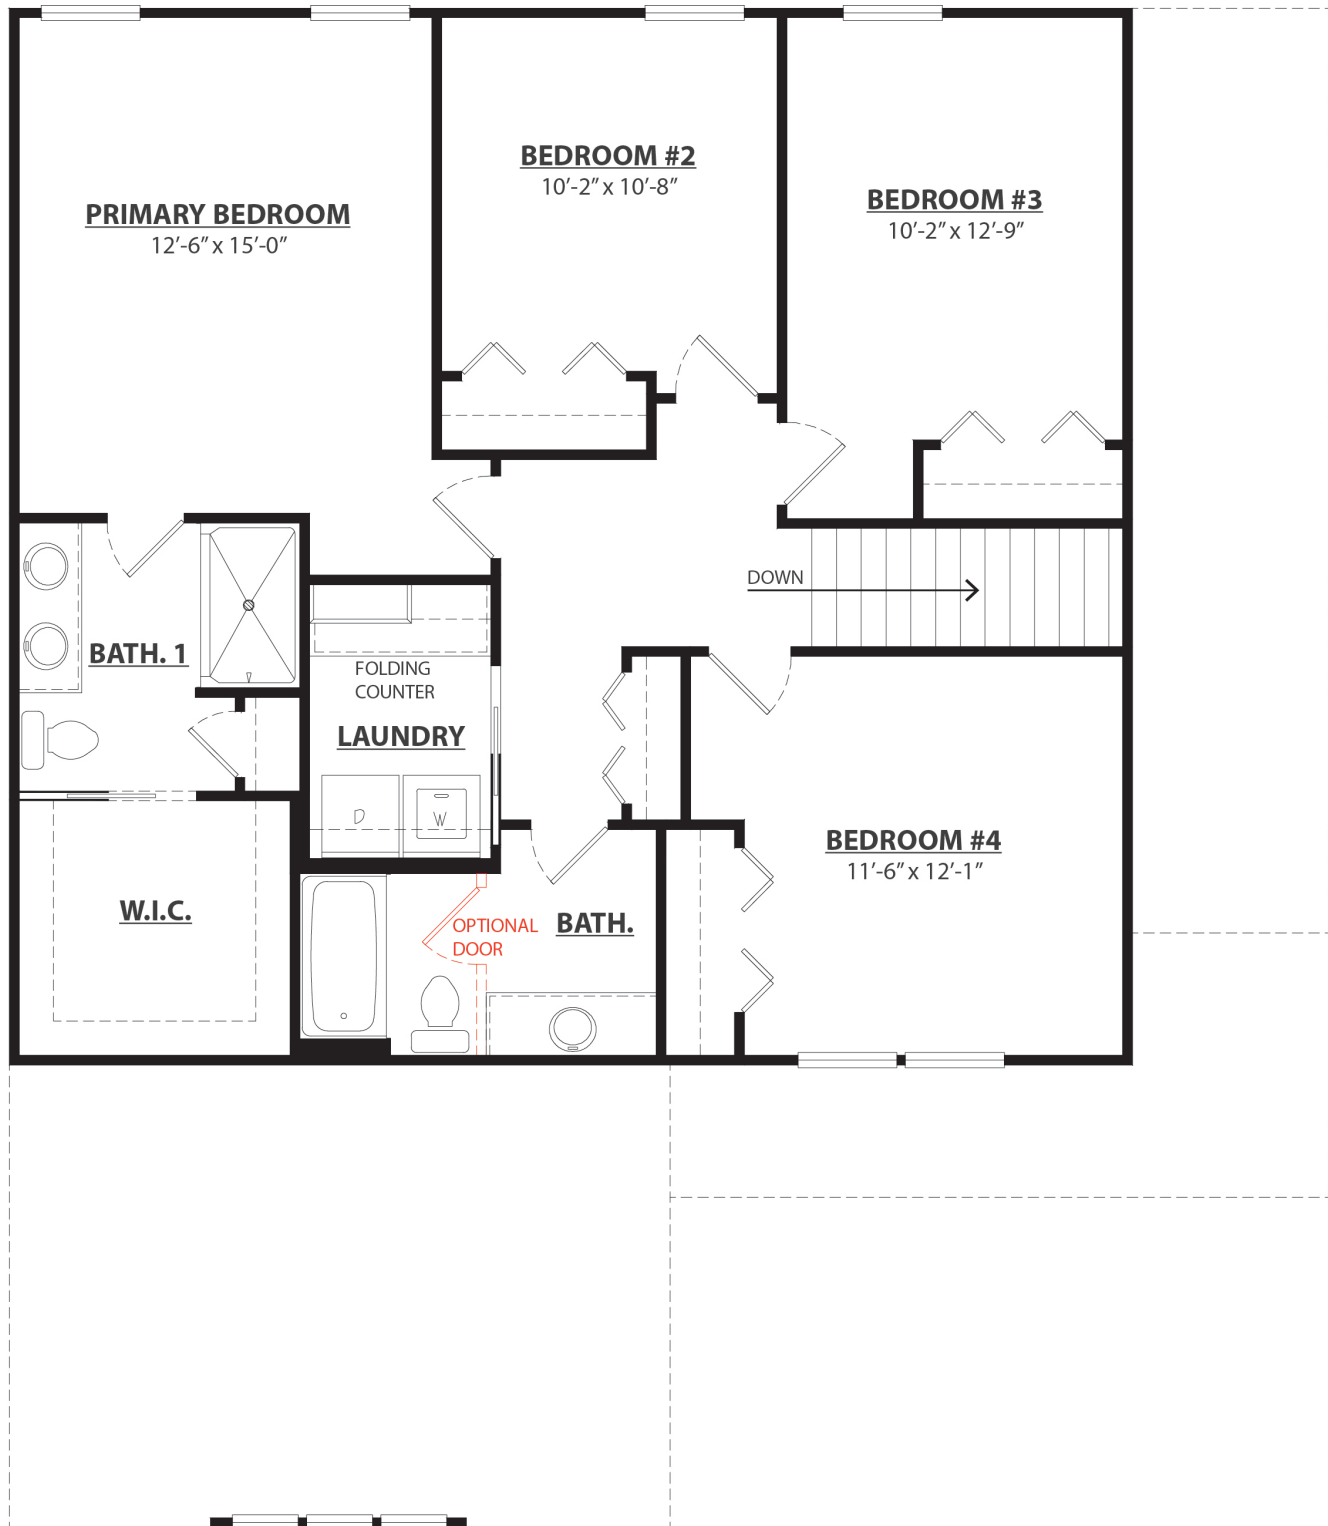 BEDROOM #2
10’-2” x 10’-8”
BEDROOM #3
10’-2” x 12’-9”
PRIMARY BEDROOM
12’-6” x 15’-0”
DOWN
BATH. 1
FOLDING
COUNTER
LAUNDRY
D
W
BEDROOM #4
11’-6” x 12’-1”
W.I.C.
OPTIONAL
DOOR
BATH.